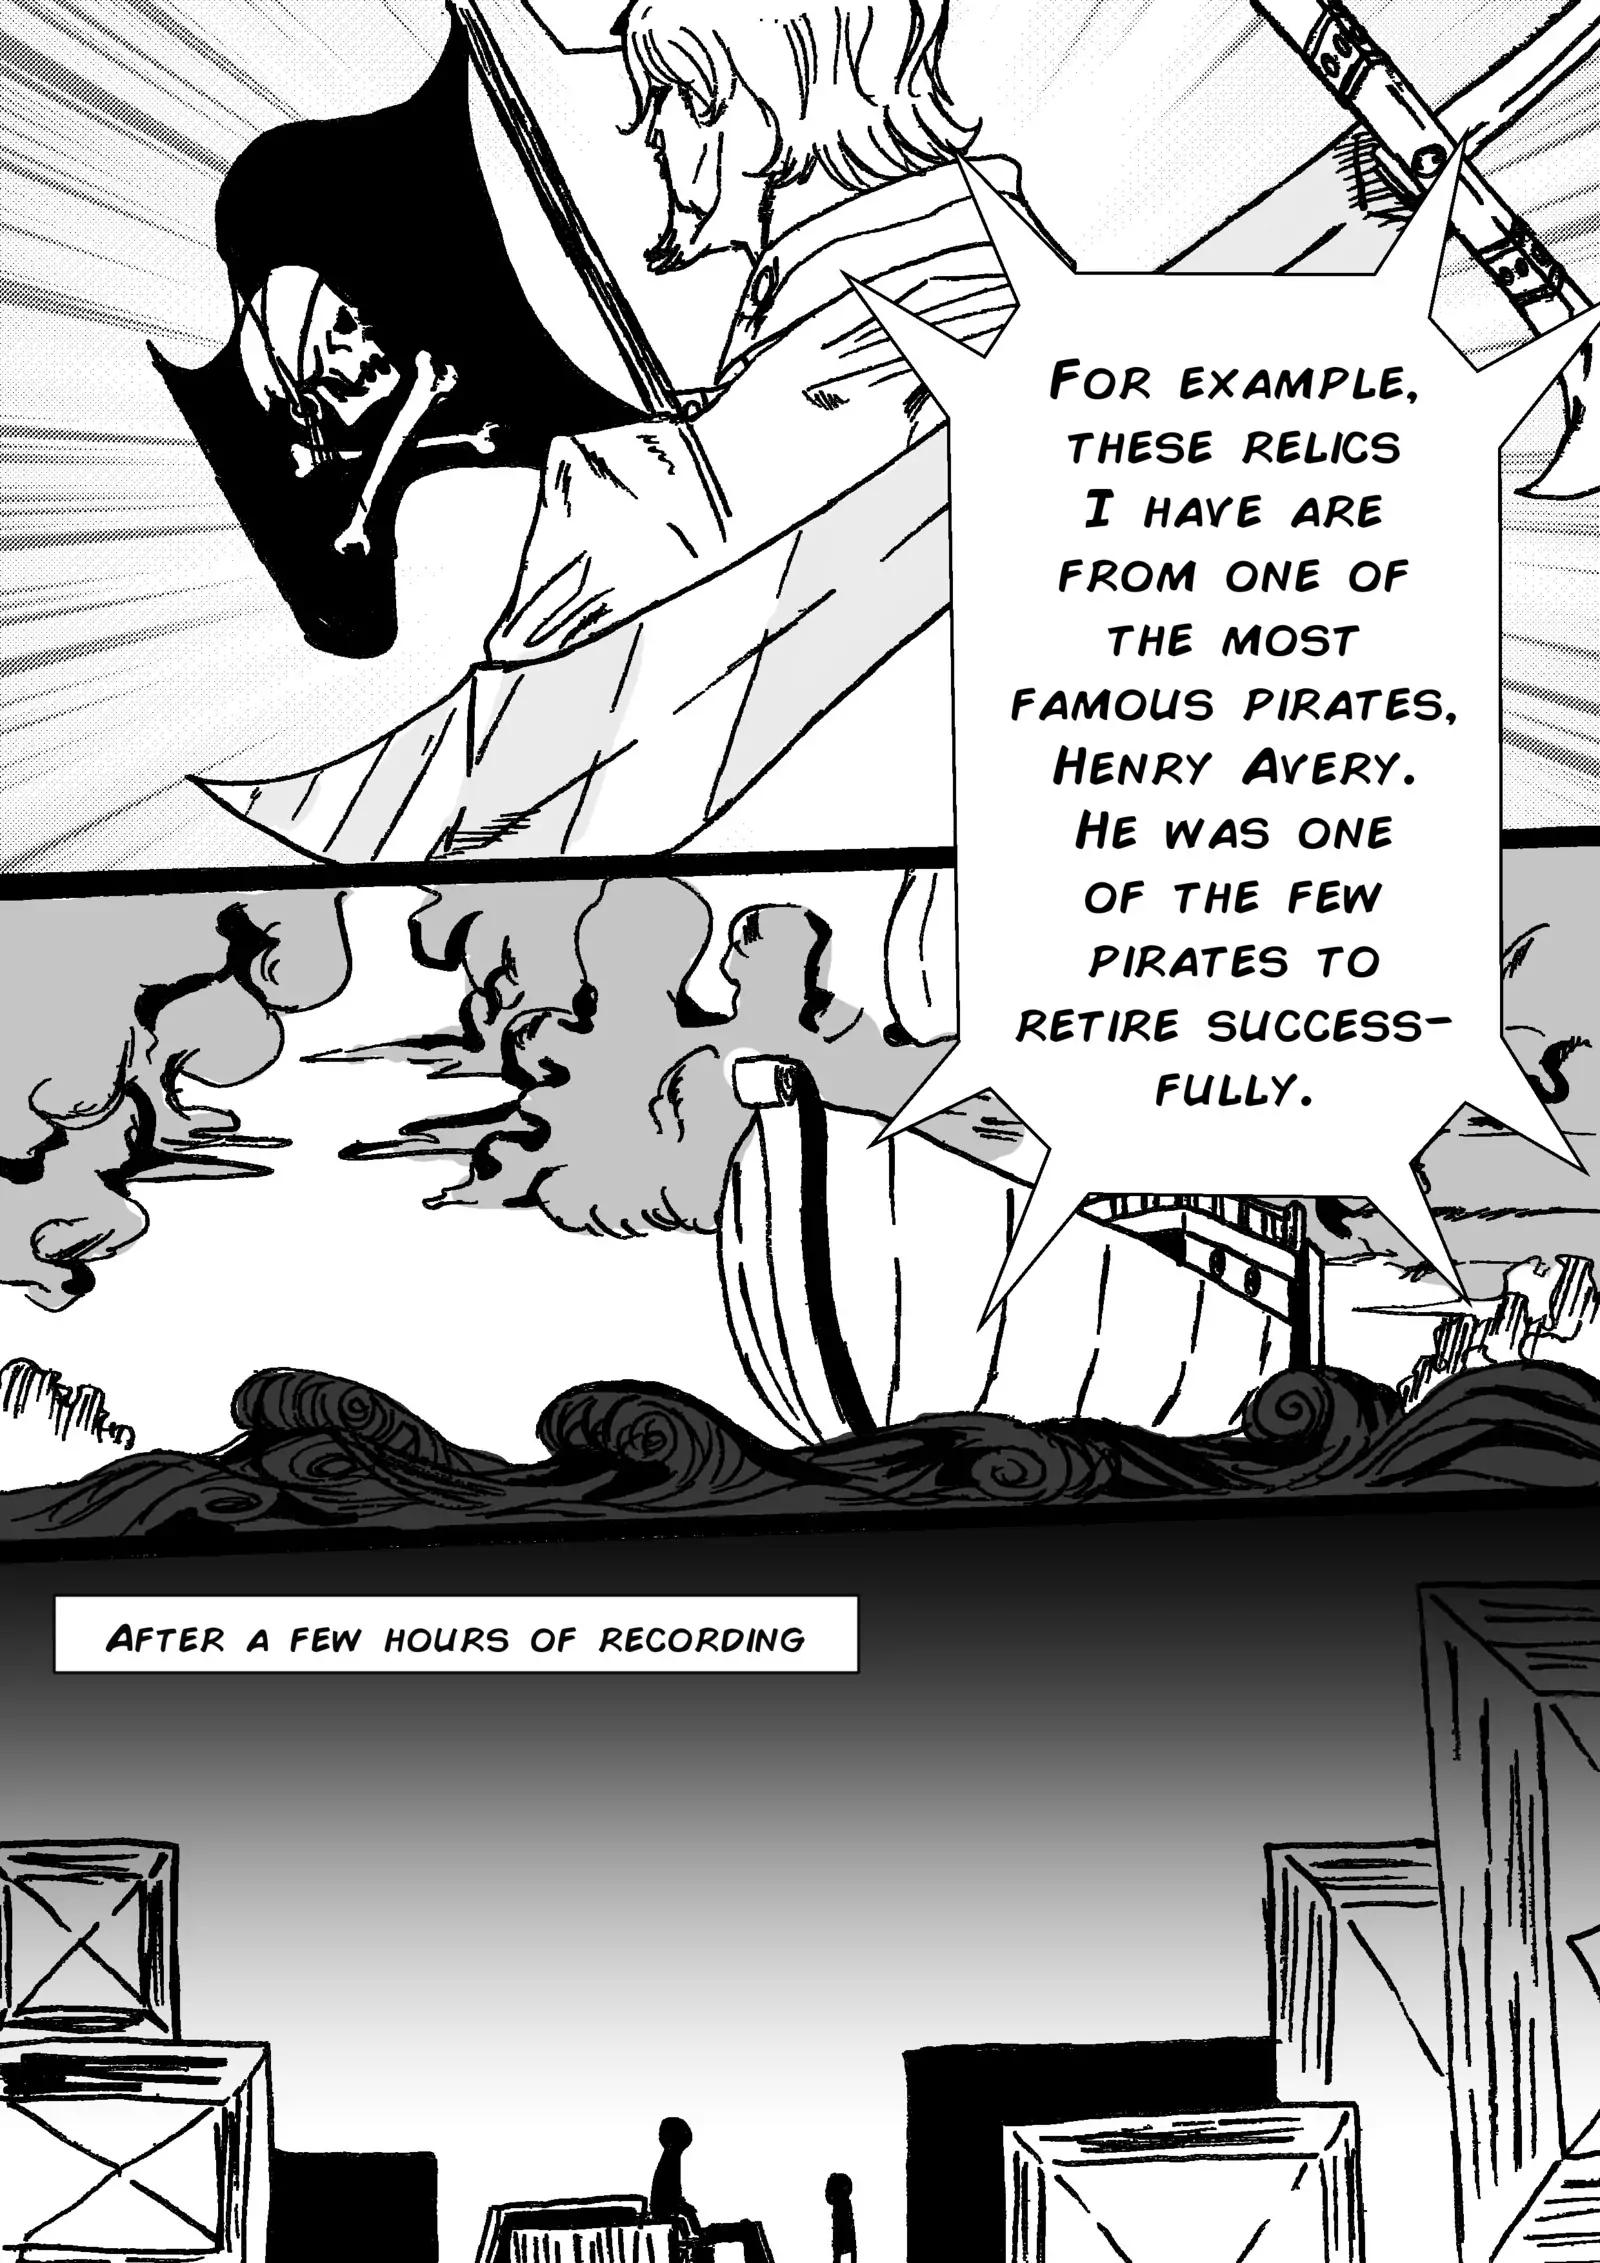 For example,
these relics
I have are
from one of
the most
famous pirates,
Henry Avery.
He was one
of the few
pirates to
retire success-
fully.
After a few hours of recording